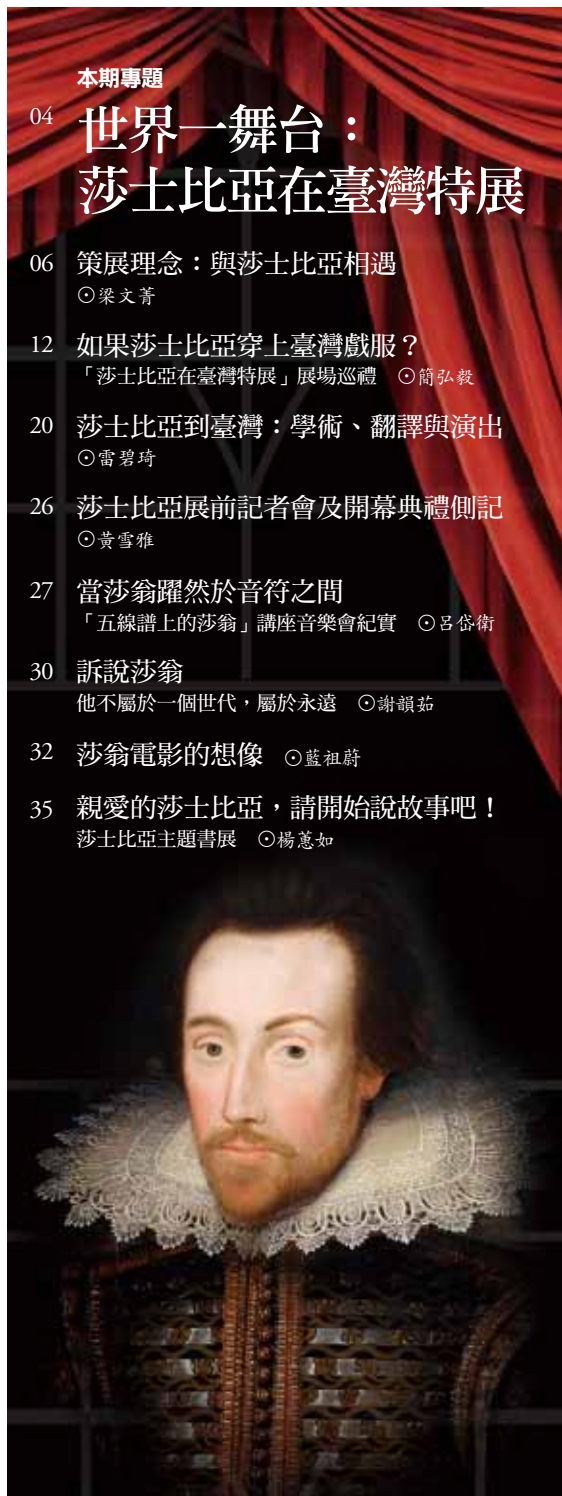 本期專題
04 世界一舞台：
莎士比亞在臺灣特展
06 策展理念：與莎士比亞相遇
⊙梁文菁
12 如果莎士比亞穿上臺灣戲服？
「莎士比亞在臺灣特展」展場巡禮 ⊙簡弘毅
20 莎士比亞到臺灣：學術、翻譯與演出
⊙雷碧琦
26 莎士比亞展前記者會及開幕典禮側記
⊙黃雪雅
27 當莎翁躍然於音符之間
「五線譜上的莎翁」講座音樂會紀實 ⊙呂岱衛
30 訴說莎翁
他不屬於一個世代，屬於永遠 ⊙謝韻茹
32 莎翁電影的想像 ⊙藍祖蔚
35 親愛的莎士比亞，請開始說故事吧！
莎士比亞主題書展 ⊙楊蕙如